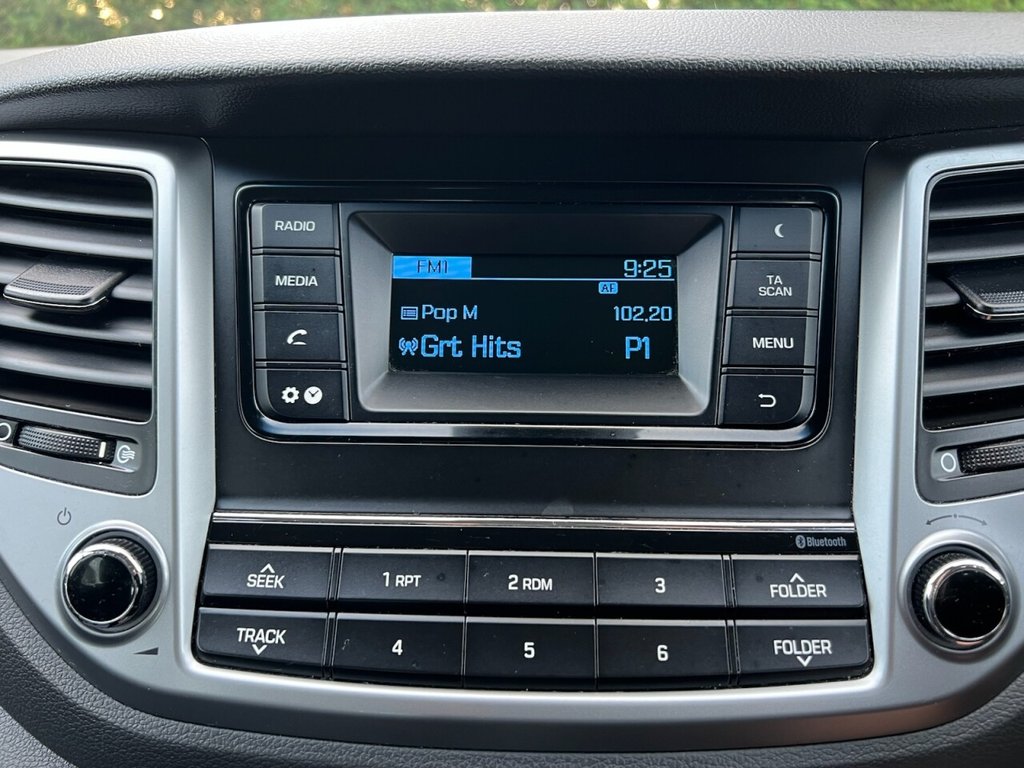 RADIO
MEDIA
FM1
9:25
AF
Pop M 102,20
Grt Hits P1
TA
SCAN
MENU
Bluetooth
SEEK
1 RPT
2 RDM
3
FOLDER
TRACK
4
5
6
FOLDER